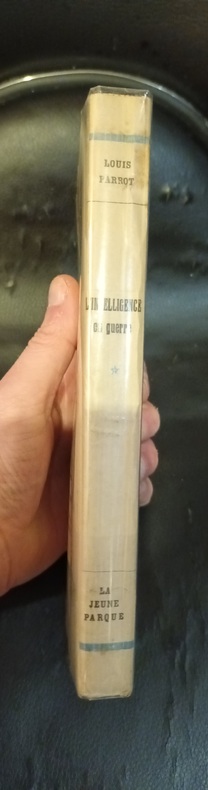 LOUIS
PARROT
L'INTELLIGENCE
en guerre
LA
JEUNE
PARQUE